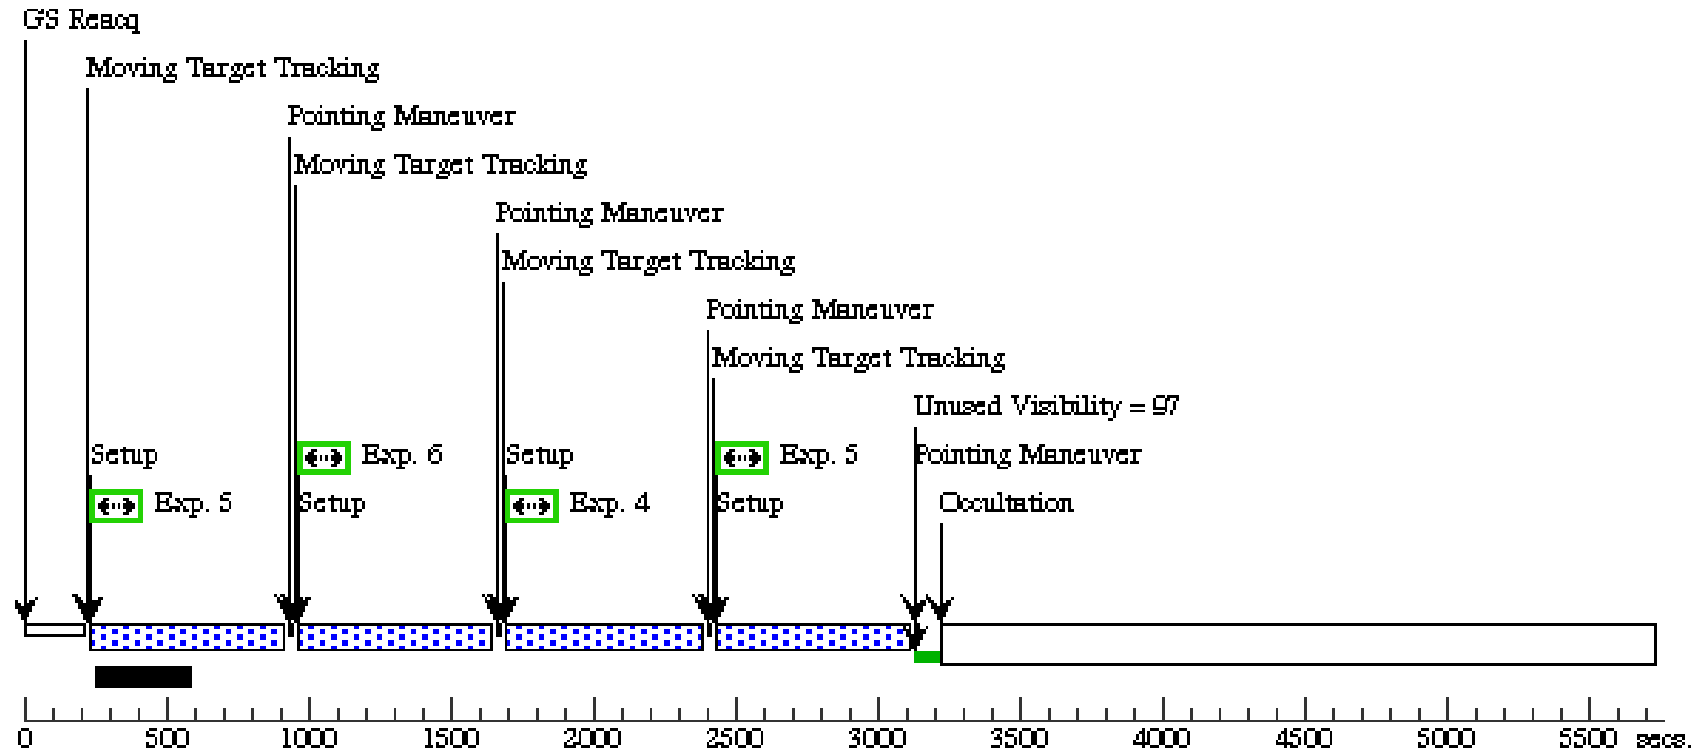 GS Reacq
Moving Target Tracking
Pointing Maneuver
Moving Target Tracking
Pointing Maneuver
Moving Target Tracking
Pointing Maneuver
Moving Target Tracking
Unused Visibility = 97
Setup
Exp. 6
Setup
Exp. 5
Pointing Maneuver
Exp. 5
Setup
Exp. 4
Setup
Occultation
0 500 1000 1500 2000 2500 3000 3500 4000 4500 5000 5500 secs.